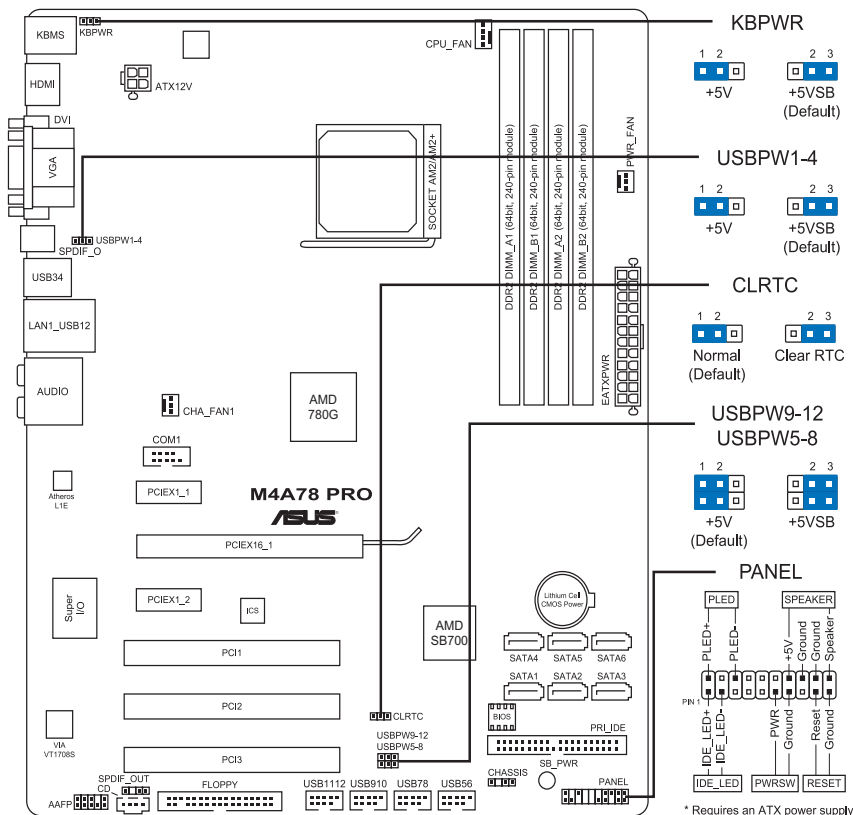 KBMS
KBPWR
CPU_FAN
HDMI
ATX12V
DVI
VGA
SOCKET AM2/AM2+
DDR2 DIMM_A1 (64bit, 240-pin module)
DDR2 DIMM_B1 (64bit, 240-pin module)
DDR2 DIMM_A2 (64bit, 240-pin module)
DDR2 DIMM_B2 (64bit, 240-pin module)
PWR_FAN
USBPW1-4
SPDIF_O
USB34
LAN1_USB12
AUDIO
EATXPWR
AMD
780G
CHA_FAN1
COM1
Atheros
L1E
PCIEX1_1
M4A78 PRO
ASUS
PCIEX16_1
Super
I/O
PCIEX1_2
ICS
AMD
SB700
Lithium Cell
CMOS Power
SATA4
SATA5
SATA6
SATA1
SATA2
SATA3
PCI1
PCI2
PCI3
CLRTC
BIOS
PRI_IDE
VIA
VT1708S
USBPW9-12
USBPW5-8
SB_PWR
CHASSIS
PANEL
SPDIF_OUT
CD
AAFP
FLOPPY
USB1112
USB910
USB78
USB56
KBPWR
1 2
2 3
+5V
+5VSB
(Default)
USBPW1-4
1 2
2 3
+5V
+5VSB
(Default)
CLRTC
1 2
2 3
Normal
(Default)
Clear RTC
USBPW9-12
USBPW5-8
1 2
2 3
+5V
(Default)
+5VSB
PANEL
PLED
SPEAKER
PLED+
PLED-
+5V
Ground
Ground
Speaker
PIN 1
IDE_LED+
IDE_LED-
PWR
Ground
Reset
Ground
IDE_LED
PWRSW
RESET
* Requires an ATX power supply